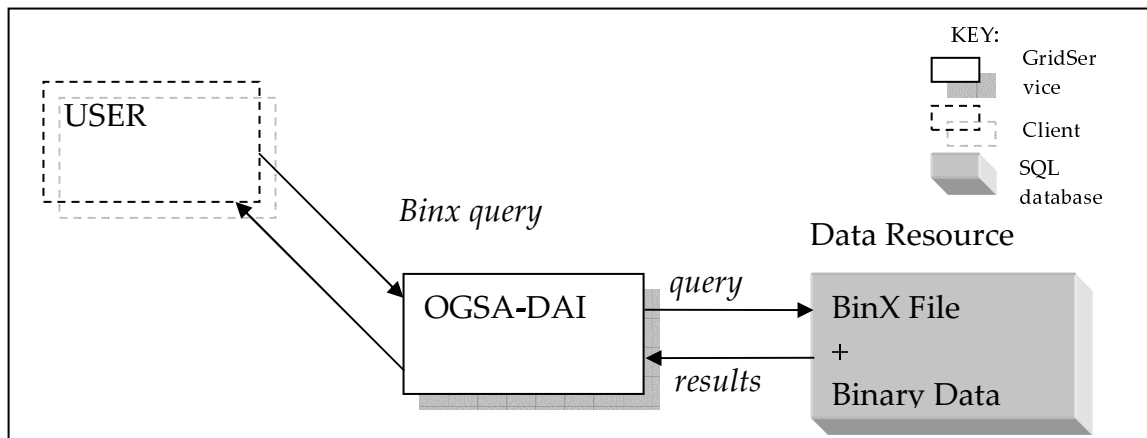 KEY:
GridSer
vice
Client
SQL
database
USER
Binx query
Data Resource
OGSA-DAI
query
results
BinX File
+
Binary Data